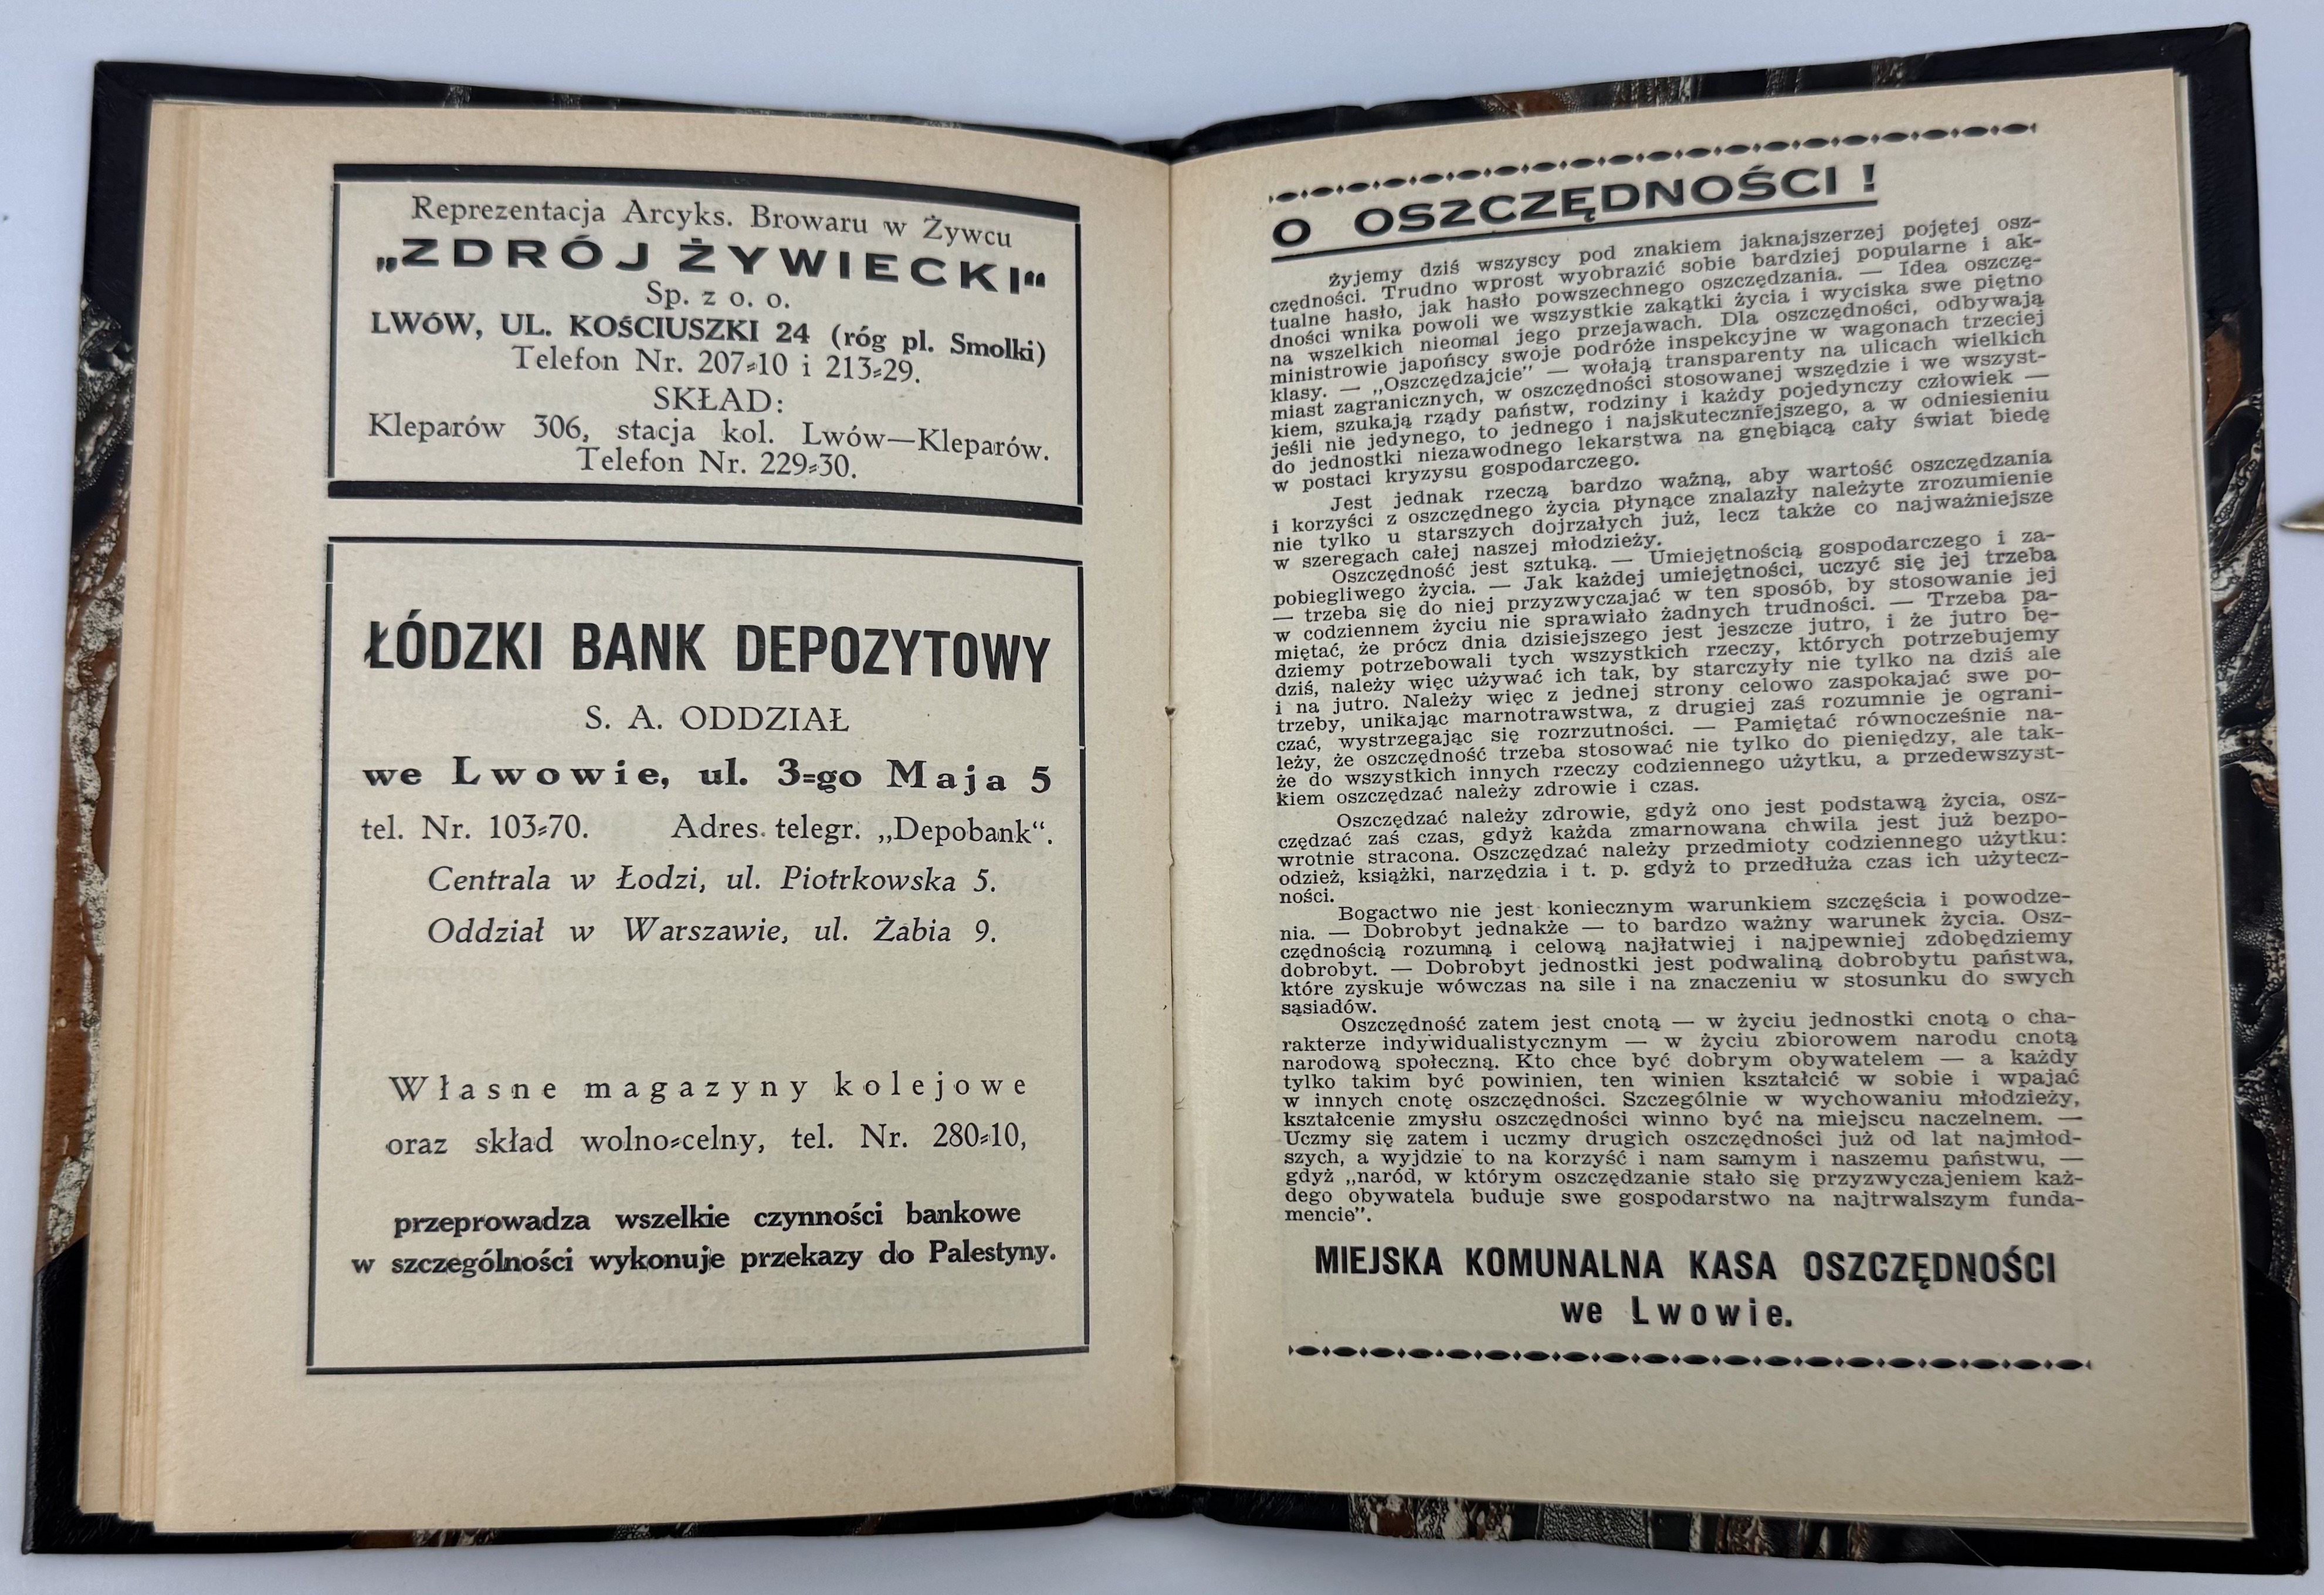 Reprezentacja Arcyks. Browaru w Żywcu
„ZDRÓJ ŻYWIECKI“
Sp. z o. o.
LWÓW, UL. KOŚCIUSZKI 24 (róg pl. Smolki)
Telefon Nr. 207-10 i 213-29.
SKŁAD:
Kleparów 306, stacja kol. Lwów—Kleparów.
Telefon Nr. 229-30.
ŁÓDZKI BANK DEPOZYTOWY
S. A. ODDZIAŁ
we Lwowie, ul. 3-go Maja 5
tel. Nr. 103-70. Adres telegr. „Depobank“.
Centrala w Łodzi, ul. Piotrkowska 5.
Oddział w Warszawie, ul. Żabia 9.
Własne magazyny kolejowe
oraz skład wolno-celny, tel. Nr. 280-10,
przeprowadza wszelkie czynności bankowe
w szczególności wykonuje przekazy do Palestyny.
O OSZCZĘDNOŚCI !
Żyjemy dziś wszyscy pod znakiem jaknajszerzej pojętej osz-
czędności. Trudno wprost wyobrazić sobie bardziej popularne i ak-
tualne hasło, jak hasło powszechnego oszczędzania. — Idea oszczę-
dności wnika powoli we wszystkie zakątki życia i wyciska swe piętno
na wszelkich nieomal jego przejawach. Dla oszczędności, odbywają
ministrowie japońscy swoje podróże inspekcyjne w wagonach trzeciej
klasy. — „Oszczędzajcie” — wołają transparenty na ulicach wielkich
miast zagranicznych, w oszczędności stosowanej wszędzie i we wszyst-
kiem, szukają rządy państw, rodziny i każdy pojedynczy człowiek —
jeśli nie jedynego, to jednego i najskuteczniejszego, a w odniesieniu
do jednostki niezawodnego lekarstwa na gnębiącą cały świat biedę
w postaci kryzysu gospodarczego.
Jest jednak rzeczą bardzo ważną, aby wartość oszczędzania
i korzyści z oszczędnego życia płynące znalazły należyte zrozumienie
nie tylko u starszych dojrzałych już, lecz także co najważniejsze
w szeregach całej naszej młodzieży.
Oszczędność jest sztuką. — Umiejętnością gospodarczego i za-
pobiegliwego życia. — Jak każdej umiejętności, uczyć się jej trzeba
— trzeba się do niej przyzwyczajać w ten sposób, by stosowanie jej
w codziennem życiu nie sprawiało żadnych trudności. — Trzeba pa-
miętać, że prócz dnia dzisiejszego jest jeszcze jutro, i że jutro bę-
dziemy potrzebowali tych wszystkich rzeczy, których potrzebujemy
dziś, należy więc używać ich tak, by starczyły nie tylko na dziś ale
i na jutro. Należy więc z jednej strony celowo zaspokajać swe po-
trzeby, unikając marnotrawstwa, z drugiej zaś rozumnie je ograni-
czać, wystrzegając się rozrzutności. — Pamiętać równocześnie na-
leży, że oszczędność trzeba stosować nie tylko do pieniędzy, ale tak-
że do wszystkich innych rzeczy codziennego użytku, a przedewszyst-
kiem oszczędzać należy zdrowie i czas.
Oszczędzać należy zdrowie, gdyż ono jest podstawą życia, osz-
czędzać zaś czas, gdyż każda zmarnowana chwila jest już bezpo-
wrotnie stracona. Oszczędzać należy przedmioty codziennego użytku:
odzież, książki, narzędzia i t. p. gdyż to przedłuża czas ich użytecz-
ności.
Bogactwo nie jest koniecznym warunkiem szczęścia i powodze-
nia. — Dobrobyt jednakże — to bardzo ważny warunek życia. Osz-
czędnością rozumną i celową najłatwiej i najpewniej zdobędziemy
dobrobyt. — Dobrobyt jednostki jest podwaliną dobrobytu państwa,
które zyskuje wówczas na sile i na znaczeniu w stosunku do swych
sąsiadów.
Oszczędność zatem jest cnotą — w życiu jednostki cnotą o cha-
rakterze indywidualistycznym — w życiu zbiorowem narodu cnotą
narodową społeczną. Kto chce być dobrym obywatelem — a każdy
tylko takim być powinien, ten winien kształcić w sobie i wpajać
w innych cnotę oszczędności. Szczególnie w wychowaniu młodzieży,
kształcenie zmysłu oszczędności winno być na miejscu naczelnem. —
Uczmy się zatem i uczmy drugich oszczędności już od lat najmłod-
szych, a wyjdzie to na korzyść i nam samym i naszemu państwu, —
gdyż „naród, w którym oszczędzanie stało się przyzwyczajeniem każ-
dego obywatela buduje swe gospodarstwo na najtrwalszym funda-
mencie”.
MIEJSKA KOMUNALNA KASA OSZCZĘDNOŚCI
we Lwowie.